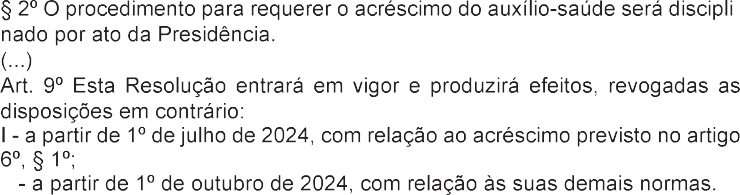 § 2º O procedimento para requerer o acréscimo do auxílio-saúde será discipli
nado por ato da Presidência.
(...)
Art. 9º Esta Resolução entrará em vigor e produzirá efeitos, revogadas as
disposições em contrário:
I - a partir de 1º de julho de 2024, com relação ao acréscimo previsto no artigo
6º, § 1º;
- a partir de 1º de outubro de 2024, com relação às suas demais normas.